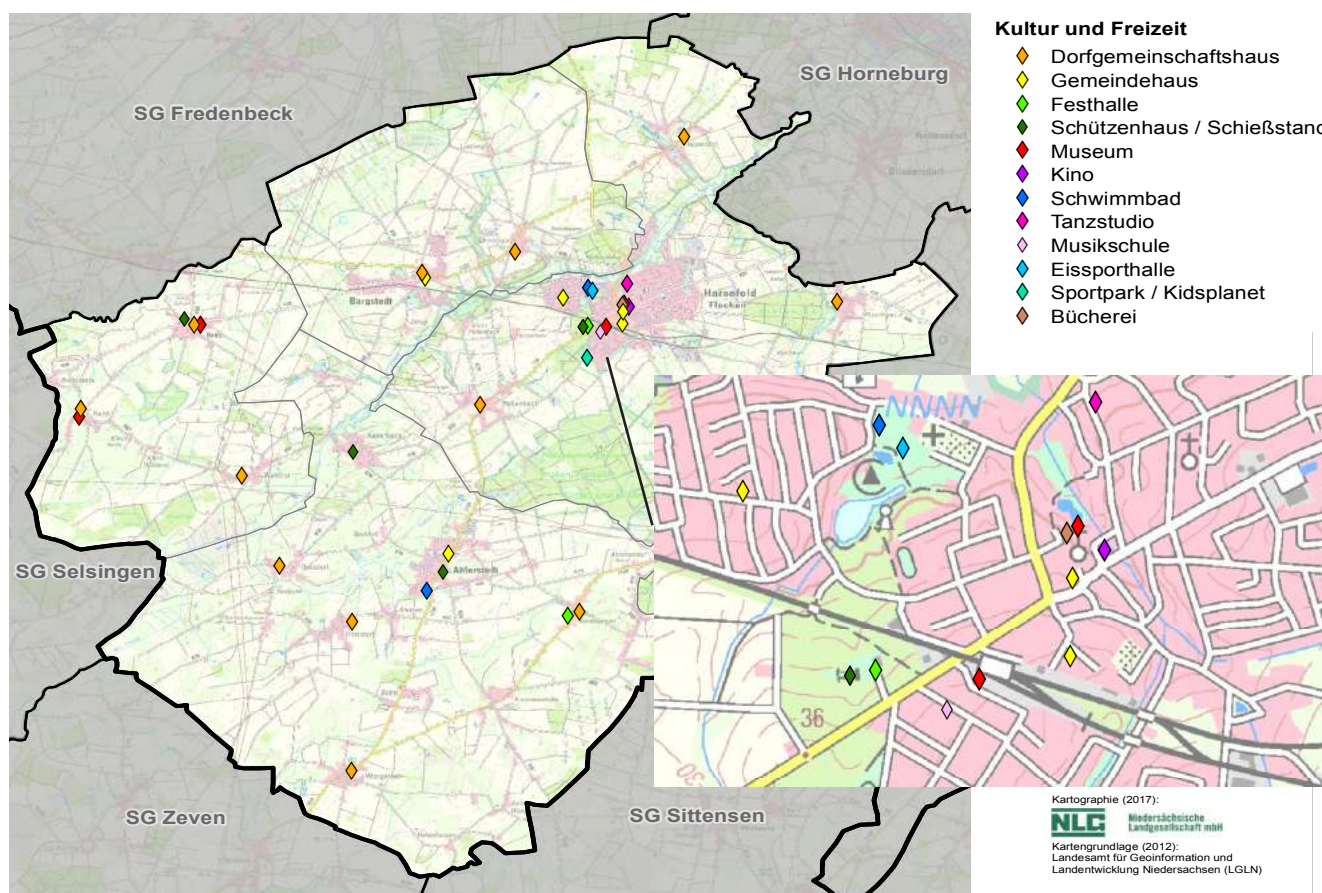 SG Fredenbeck
SG Horneburg
Bargstedt
Harsefeld
Flecken
Ahlerstedt
SG Selsingen
SG Zeven
SG Sittensen
Kultur und Freizeit
Dorfgemeinschaftshaus
Gemeindehaus
Festhalle
Schützenhaus / Schießstand
Museum
Kino
Schwimmbad
Tanzstudio
Musikschule
Eissporthalle
Sportpark / Kidsplanet
Bücherei
36
30
Kartographie (2017):
NLG
Niedersächsische
Landgesellschaft mbH
Kartengrundlage (2012):
Landesamt für Geoinformation und
Landentwicklung Niedersachsen (LGLN)